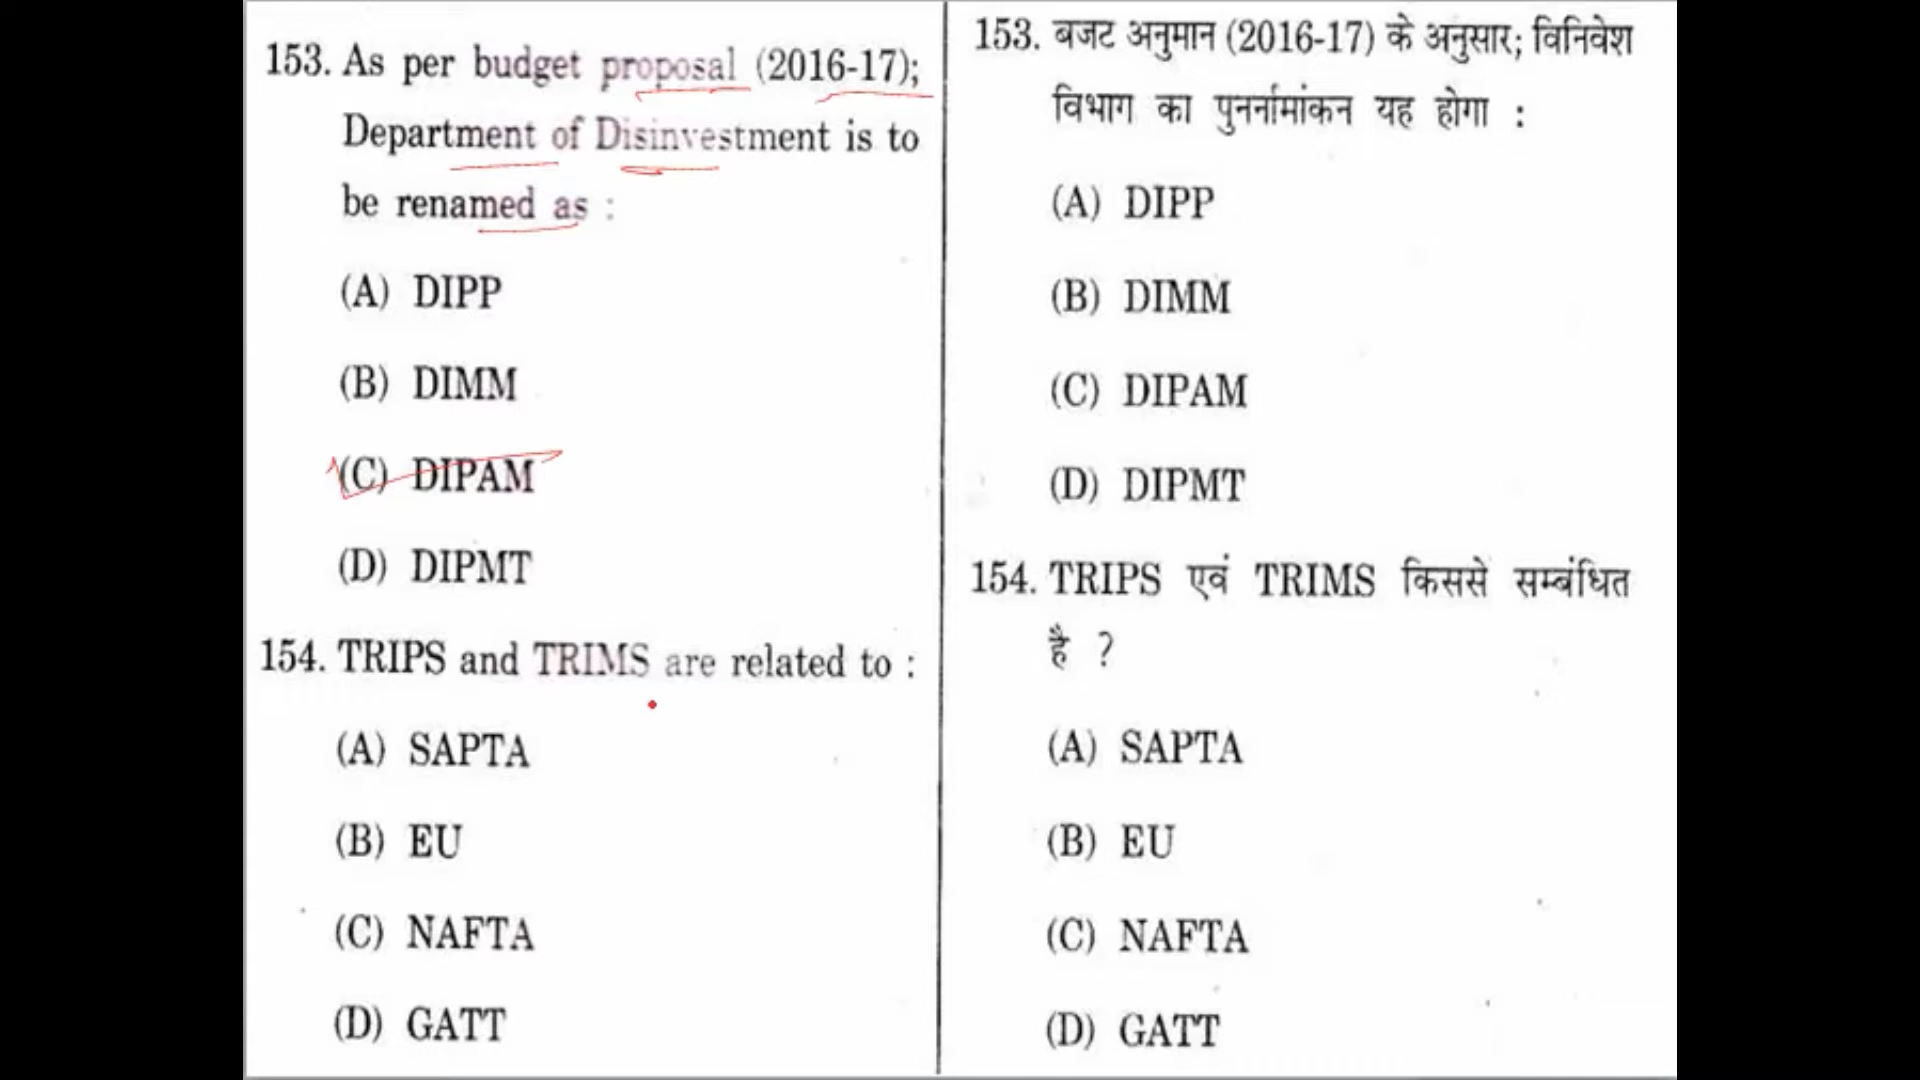 153. As per budget proposal (2016-17);
Department of Disinvestment is to
be renamed as :
(A) DIPP
(B) DIMM
(C) DIPAM
(D) DIPMT
154. TRIPS and TRIMS are related to :
(A) SAPTA
(B) EU
(C) NAFTA
(D) GATT
153. बजट अनुमान (2016-17) के अनुसार; विनिवेश
विभाग का पुनर्नामांकन यह होगा :
(A) DIPP
(B) DIMM
(C) DIPAM
(D) DIPMT
154. TRIPS एवं TRIMS किससे सम्बंधित
है ?
(A) SAPTA
(B) EU
(C) NAFTA
(D) GATT